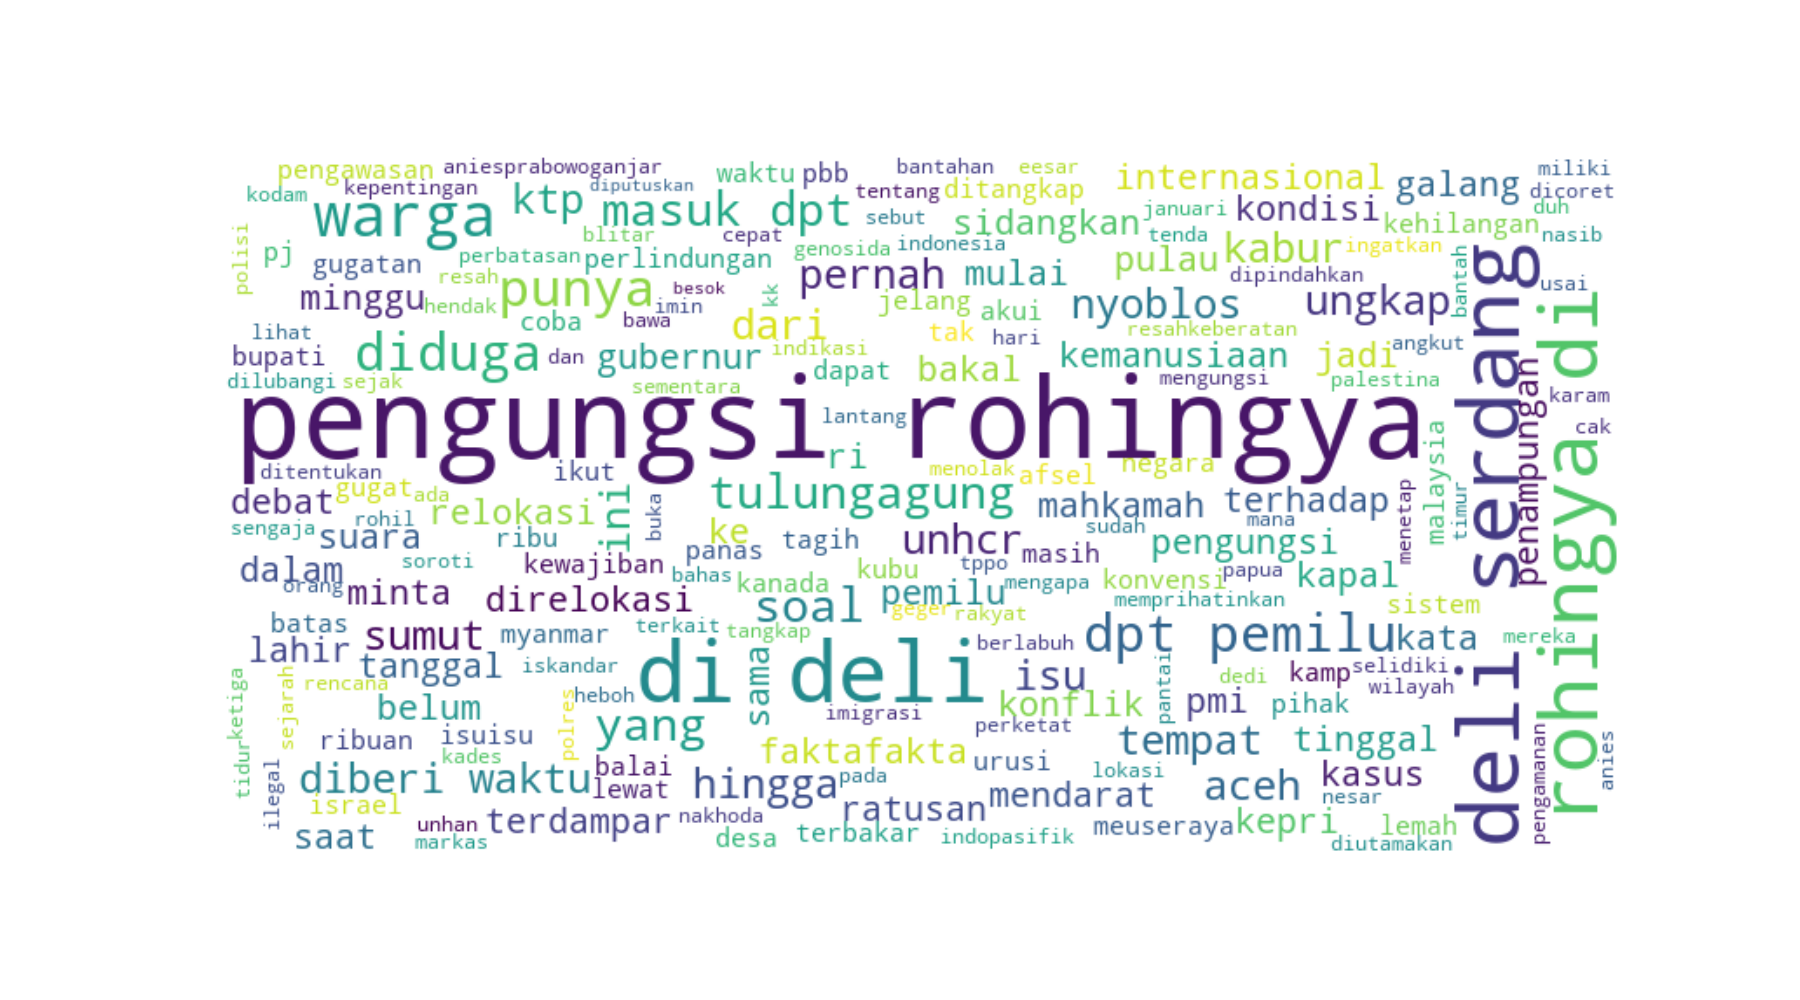 pengawasan aniesprabowoganjar waktu pbb bantahan eesar internasional galang miliki
kodam kepentingan ktp diputuskan masuk dpt tentang ditangkap dicoret
warga sebut sidangkan januari kondisi kehilangan duh
polisi pj blitar cepat genosida indonesia tenda nasib
gugatan perbatasan perlindungan pulau kabur ingatkan bantah
minggu resah punya besok kk pernah mulai dipindahkan usai
hendak imin jelang akui nyoblos ungkap
lihat coba bawa dari tak hari resahkeberatan angkut
bupati diduga dan gubernur indikasi kemanusiaan jadi
dilubangi sejak sementara dapat bakal mengungsi palestina karam
pengungsi rohingya lantang deli serdang rohingya di penampungan cak
ditentukan ikut ri menolak afsel negara malaysia
debat gugat ada ini buka tulungagung mahkamah terhadap menetap timur
sengaja rohil relokasi sudah mana
suara ribu ke tagih unhcr masih pengungsi
soroti panas
dalam kewajiban bahas kanada kubu tppo mengapa konvensi papua kapal
orang minta direlokasi soal pemilu memprihatinkan sistem
batas geger rakyat
sumut myanmar terkait tangkap dpt pemilu kata mereka
lahir tanggal iskandar di deli berlabuh isu kamp selidiki
ketiga sejarah rencana heboh sama pantai dedi wilayah
belum polres imigrasi konflik pmi pihak
ribuan isuisu yang perketat tempat tinggal
tidur kades faktafakta urusi pengamanan anies
ilegal diberi waktu balai hingga pada lokasi aceh kasus
israel lewat ratusan mendarat nesar
saat unhan terdampar nakhoda meuseraya kepri lemah
markas desa terbakar indopasifik diutamakan